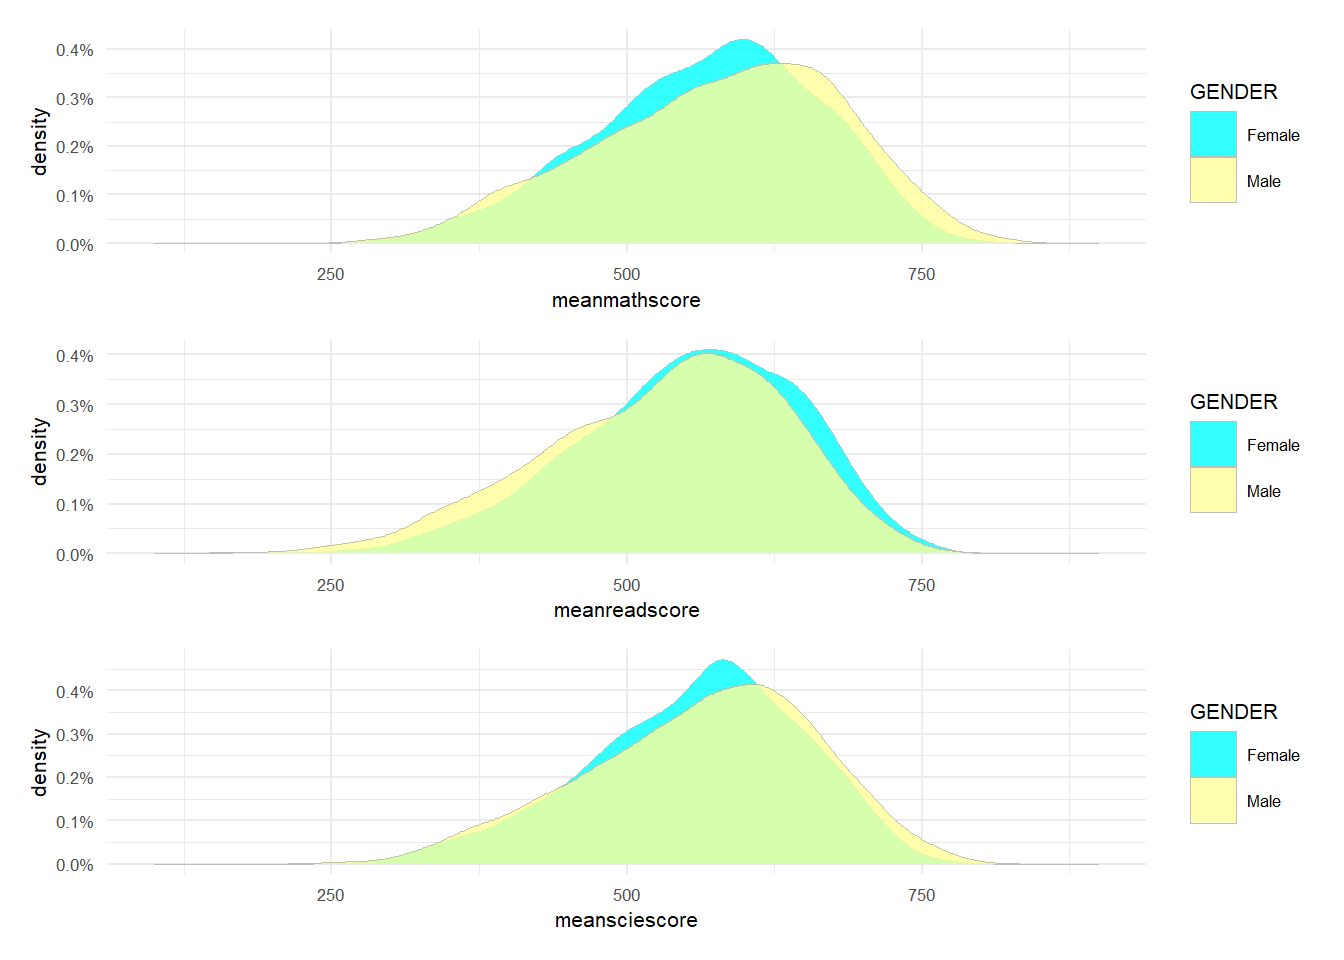 0.4%
0.3%
0.2%
0.1%
0.0%
density
250 500 750
meanmathscore
GENDER
Female
Male
0.4%
0.3%
0.2%
0.1%
0.0%
density
250 500 750
meanreadscore
GENDER
Female
Male
0.4%
0.3%
0.2%
0.1%
0.0%
density
250 500 750
meansciescore
GENDER
Female
Male